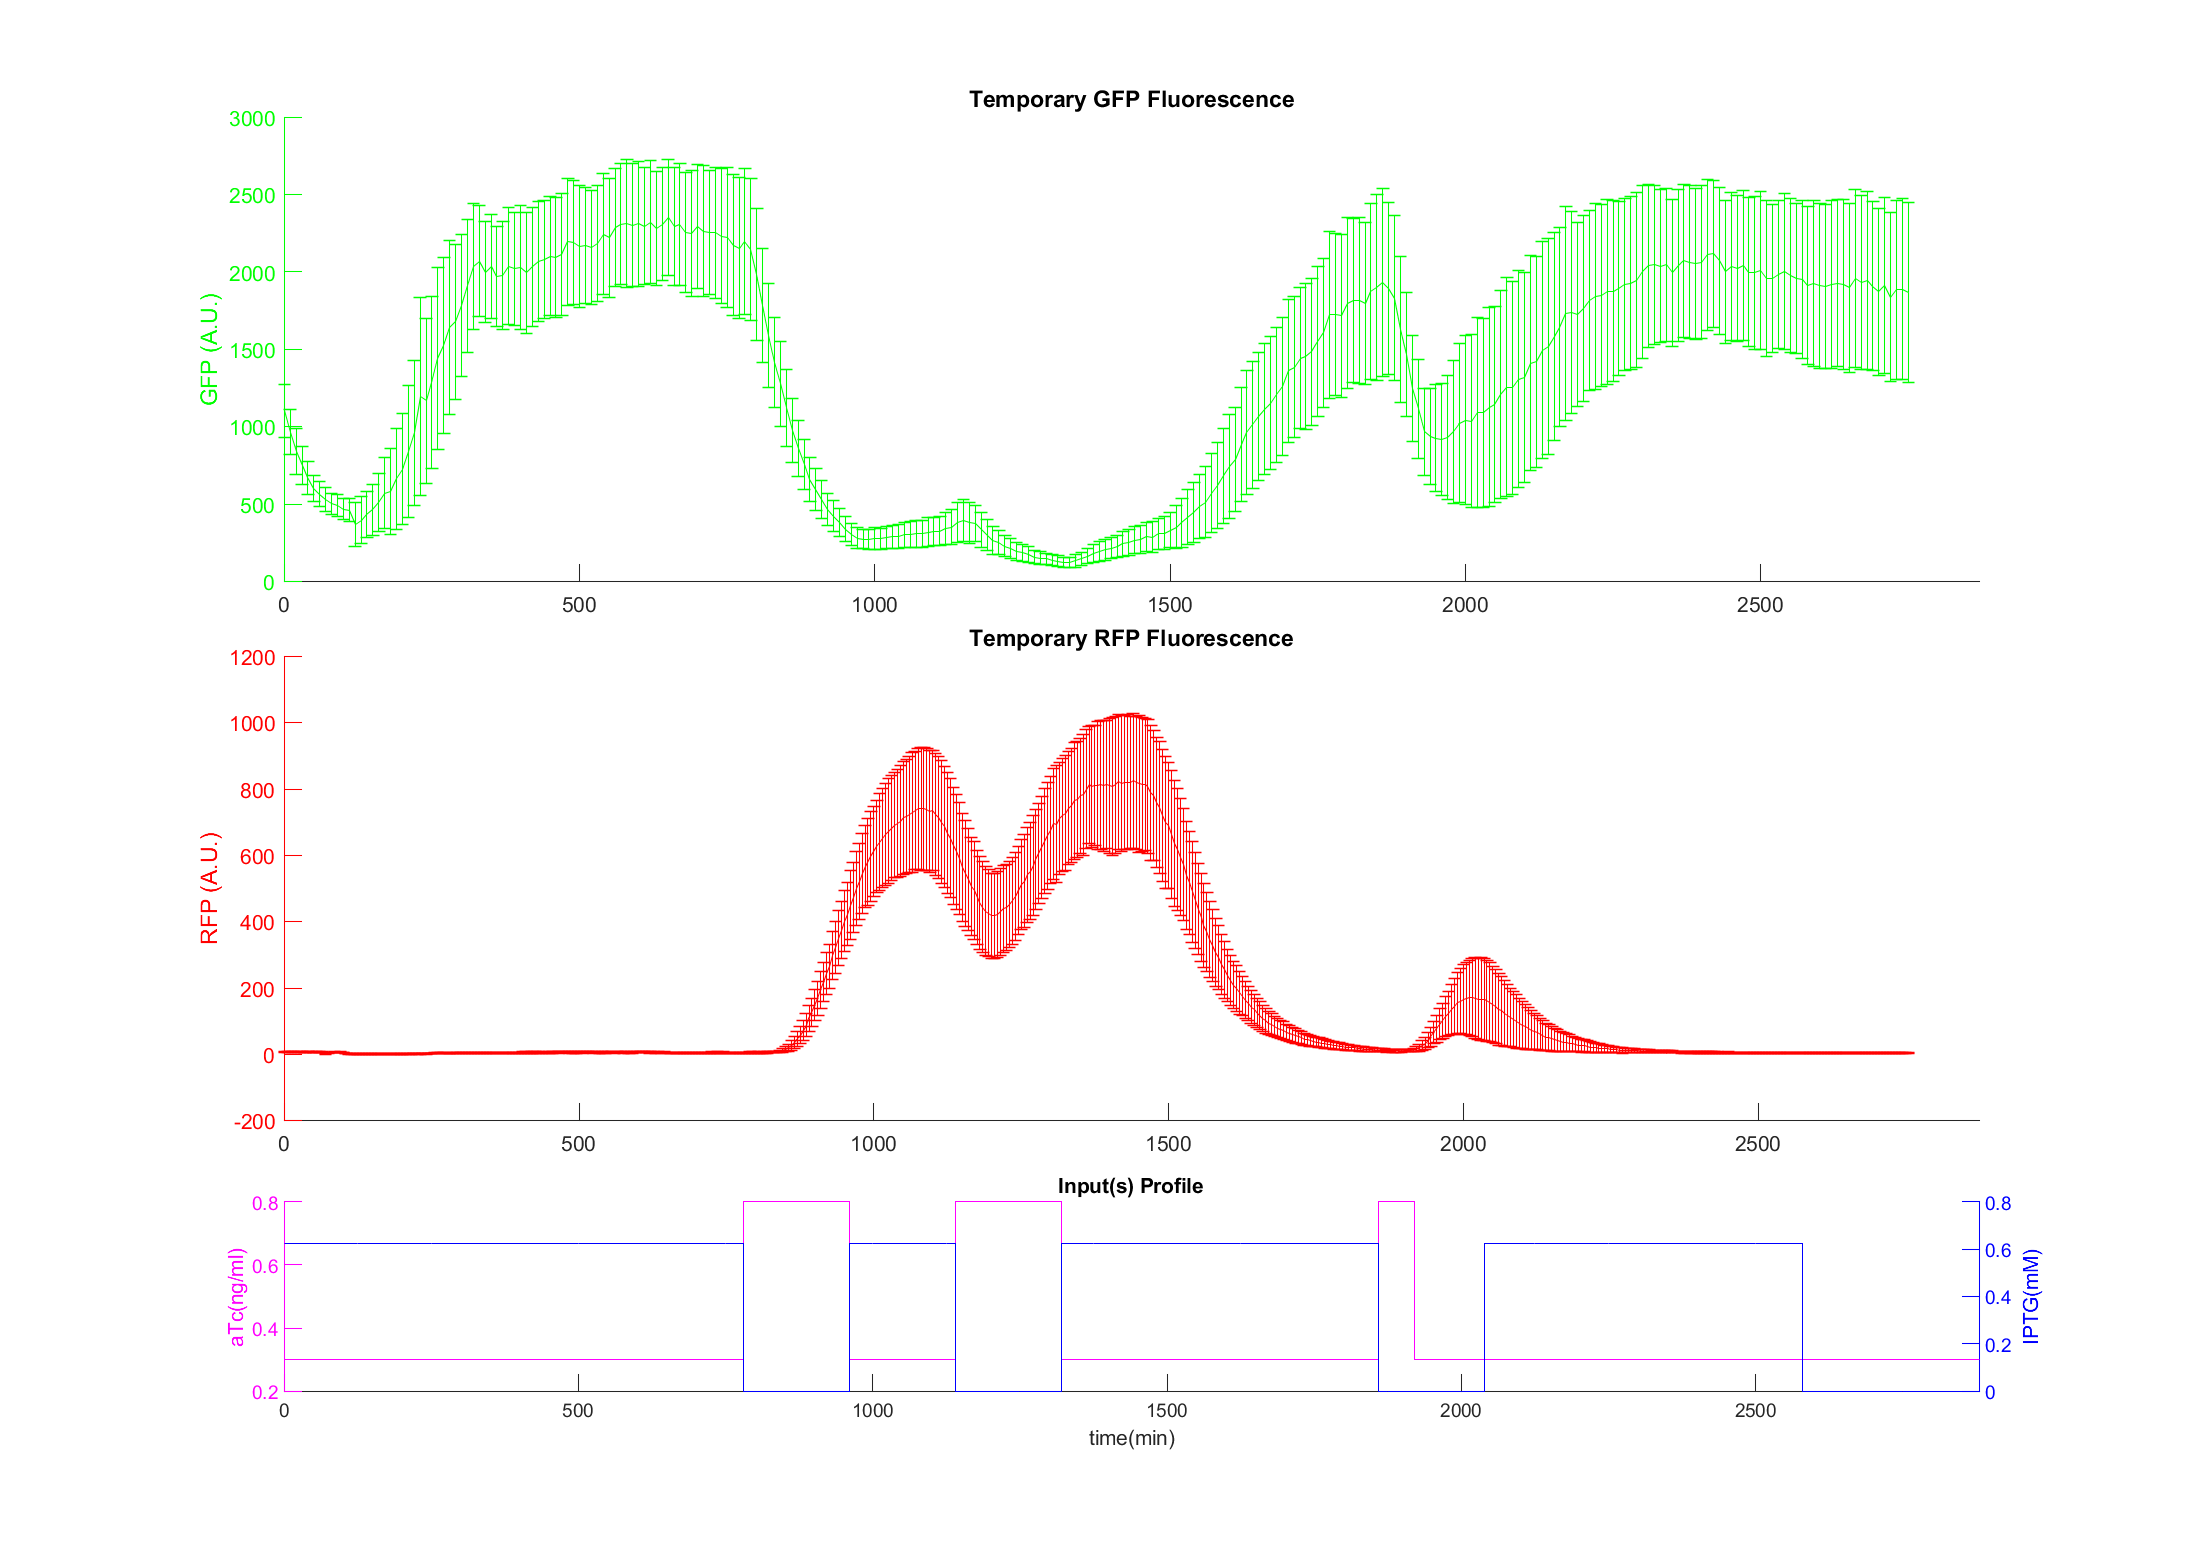 Temporary GFP Fluorescence
3000
2500
2000
1500
1000
500
0
GFP (A.U.)
0 500 1000 1500 2000 2500
Temporary RFP Fluorescence
1200
1000
800
600
400
200
0
-200
RFP (A.U.)
0 500 1000 1500 2000 2500
Input(s) Profile
0.8
0.6
0.4
0.2
aTc(ng/ml)
0.8
0.6
0.4
0.2
0
IPTG(mM)
0 500 1000 1500 2000 2500
time(min)